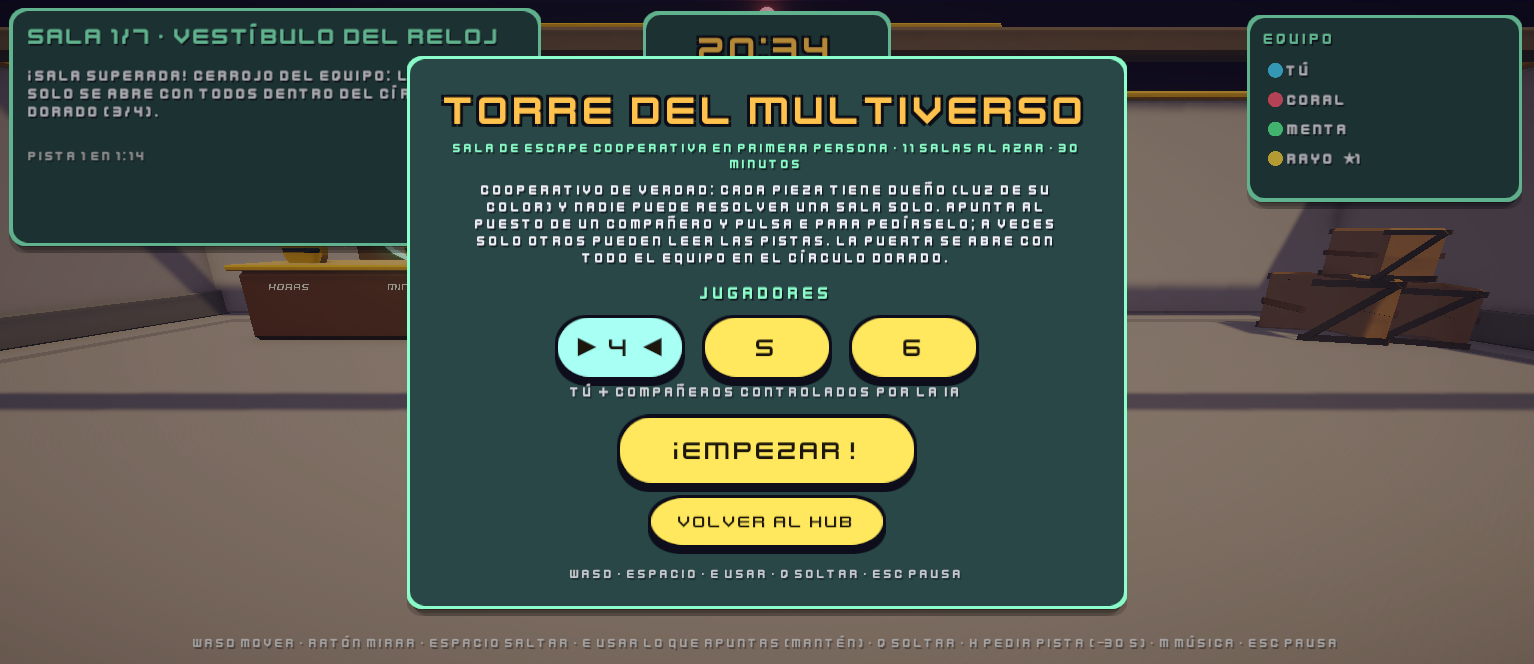 SALA 1/7 · VESTÍBULO DEL RELOJ
¡SALA SUPERADA! CERROJO DEL EQUIPO: L
SOLO SE ABRE CON TODOS DENTRO DEL CÍR
DORADO (3/4).
PISTA 1 EN 1:14
20:34
EQUIPO
TÚ
CORAL
MENTA
RAYO ★1
HORAS
MIN
TORRE DEL MULTIVERSO
SALA DE ESCAPE COOPERATIVA EN PRIMERA PERSONA · 11 SALAS AL AZAR · 30
MINUTOS
COOPERATIVO DE VERDAD: CADA PIEZA TIENE DUEÑO (LUZ DE SU
COLOR) Y NADIE PUEDE RESOLVER UNA SALA SOLO. APUNTA AL
PUESTO DE UN COMPAÑERO Y PULSA E PARA PEDÍRSELO; A VECES
SOLO OTROS PUEDEN LEER LAS PISTAS. LA PUERTA SE ABRE CON
TODO EL EQUIPO EN EL CÍRCULO DORADO.
JUGADORES
▶ 4 ◀
5
6
TÚ + COMPAÑEROS CONTROLADOS POR LA IA
¡EMPEZAR!
VOLVER AL HUB
WASD · ESPACIO · E USAR · Q SOLTAR · ESC PAUSA
WASD MOVER · RATÓN MIRAR · ESPACIO SALTAR · E USAR LO QUE APUNTAS (MANTÉN) · Q SOLTAR · H PEDIR PISTA (-30 S) · M MÚSICA · ESC PAUSA